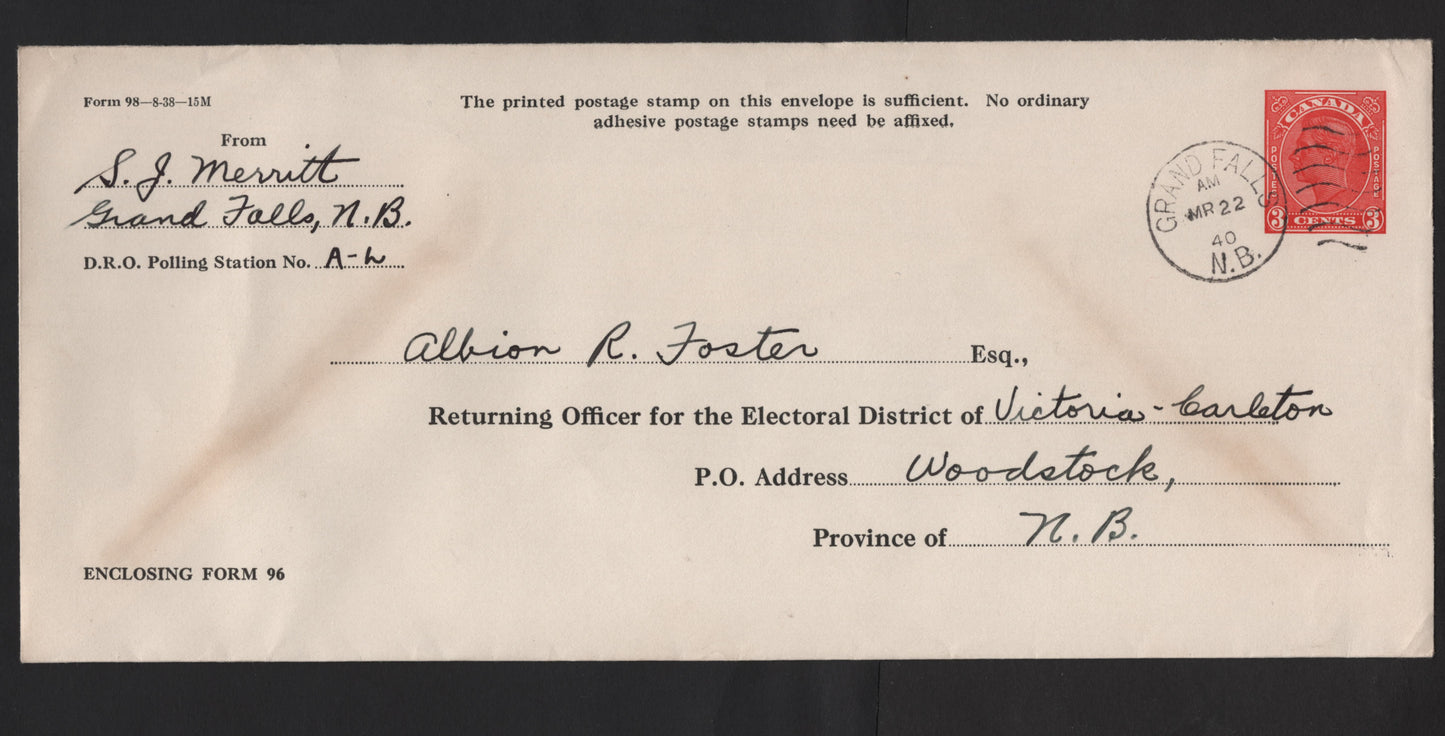 Form 98—8-38—15M
The printed postage stamp on this envelope is sufficient. No ordinary
adhesive postage stamps need be affixed.
From
S. J. Merritt
Grand Falls, N.B.
D.R.O. Polling Station No. A-L
CANADA
POSTES
POSTAGE
3 CENTS 3
GRAND FALLS
AM
MR 22
40
N.B.
Albion R. Foster Esq.,
Returning Officer for the Electoral District of Victoria-Carleton
P.O. Address Woodstock,
Province of N. B.
ENCLOSING FORM 96